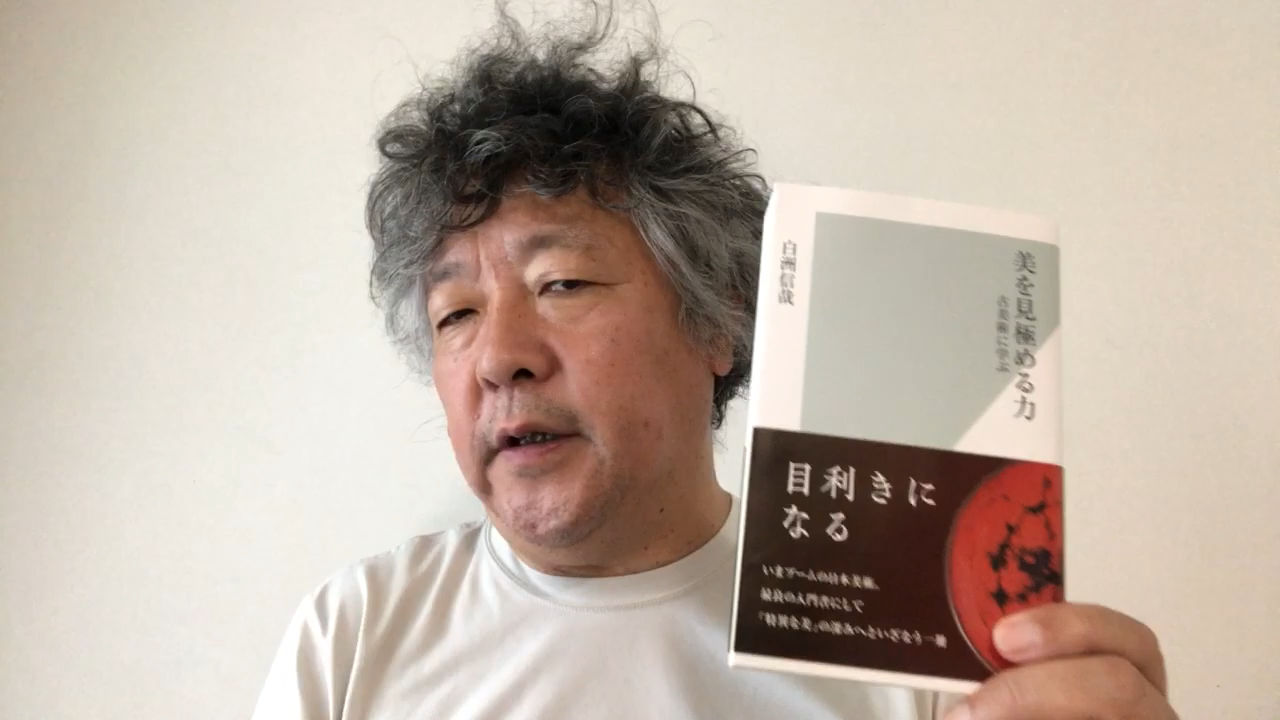 美を見極める力
古美術に学ぶ
白洲信哉
目利きに
なる
いまブームの日本美術、
最良の入門書にして
「特別な美」の深みへといざなう一冊